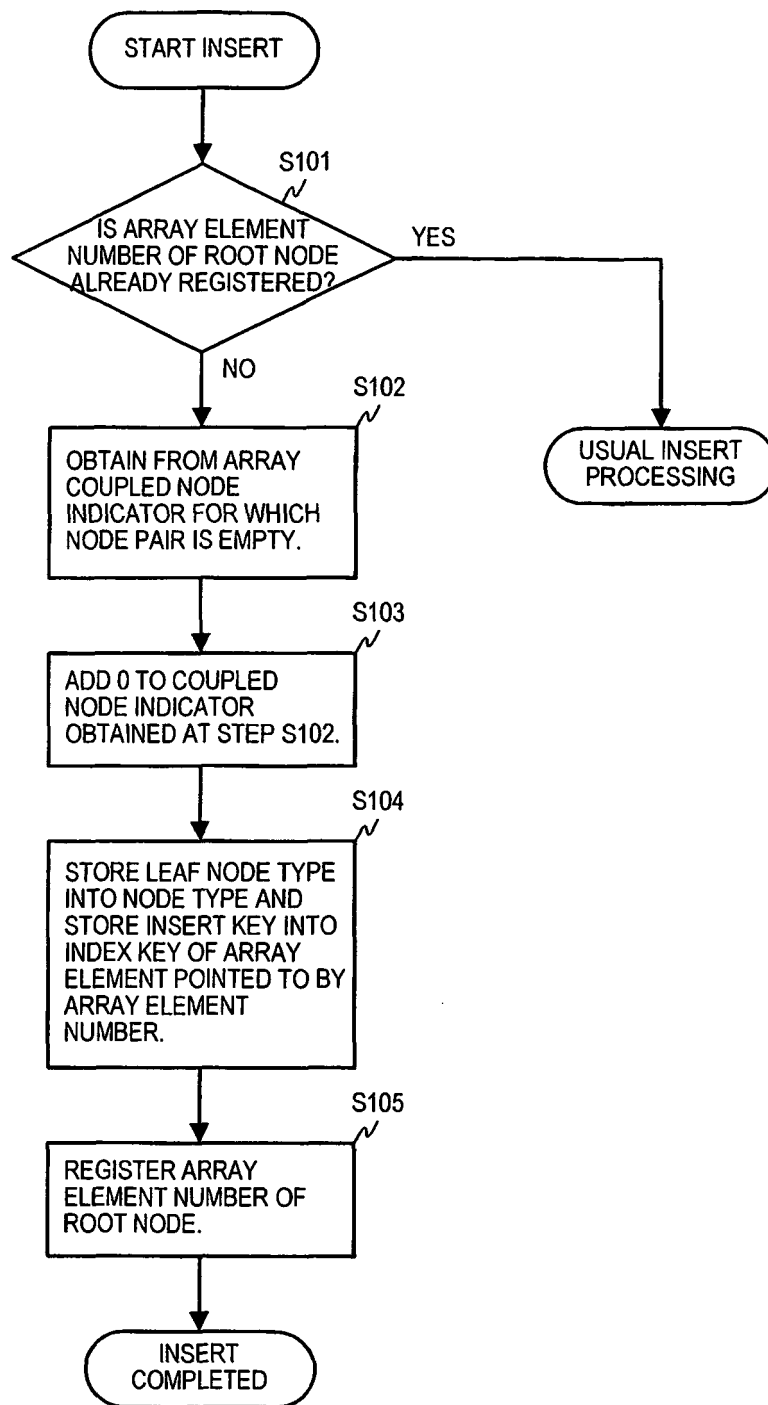 START INSERT
S101
IS ARRAY ELEMENT
NUMBER OF ROOT NODE
ALREADY REGISTERED?
YES
NO
S102
OBTAIN FROM ARRAY
COUPLED NODE
INDICATOR FOR WHICH
NODE PAIR IS EMPTY.
USUAL INSERT
PROCESSING
S103
ADD 0 TO COUPLED
NODE INDICATOR
OBTAINED AT STEP S102.
S104
STORE LEAF NODE TYPE
INTO NODE TYPE AND
STORE INSERT KEY INTO
INDEX KEY OF ARRAY
ELEMENT POINTED TO BY
ARRAY ELEMENT
NUMBER.
S105
REGISTER ARRAY
ELEMENT NUMBER OF
ROOT NODE.
INSERT
COMPLETED